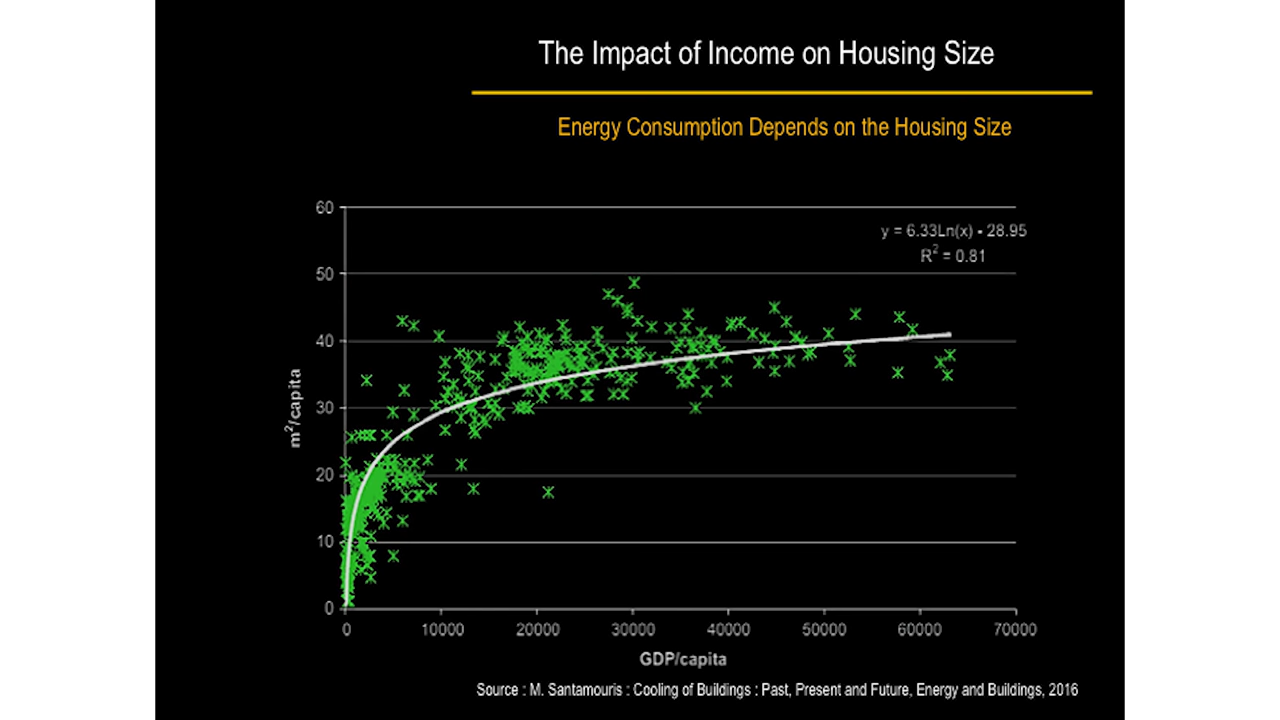 The Impact of Income on Housing Size
Energy Consumption Depends on the Housing Size
60
y = 6.33Ln(x) - 28.95
R² = 0.81
50
40
30
20
10
0
m²/capita
0 10000 20000 30000 40000 50000 60000 70000
GDP/capita
Source : M. Santamouris : Cooling of Buildings : Past, Present and Future, Energy and Buildings, 2016